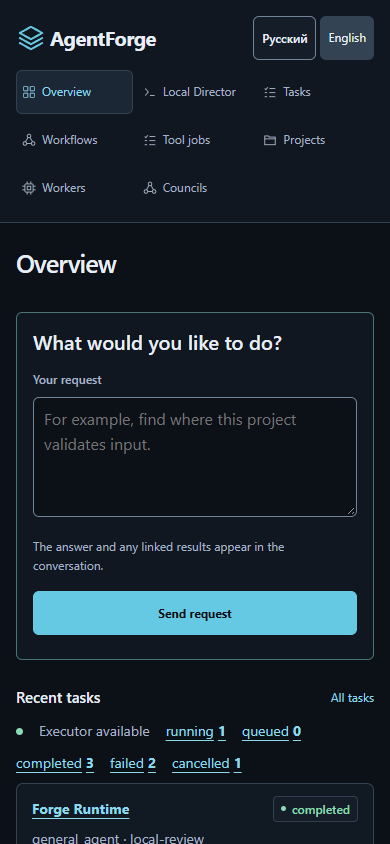 AgentForge
Русский
English
Overview
Local Director
Tasks
Workflows
Tool jobs
Projects
Workers
Councils
Overview
What would you like to do?
Your request
For example, find where this project
validates input.
The answer and any linked results appear in the
conversation.
Send request
Recent tasks
All tasks
Executor available running 1 queued 0
completed 3 failed 2 cancelled 1
Forge Runtime
completed
general_agent · local-review